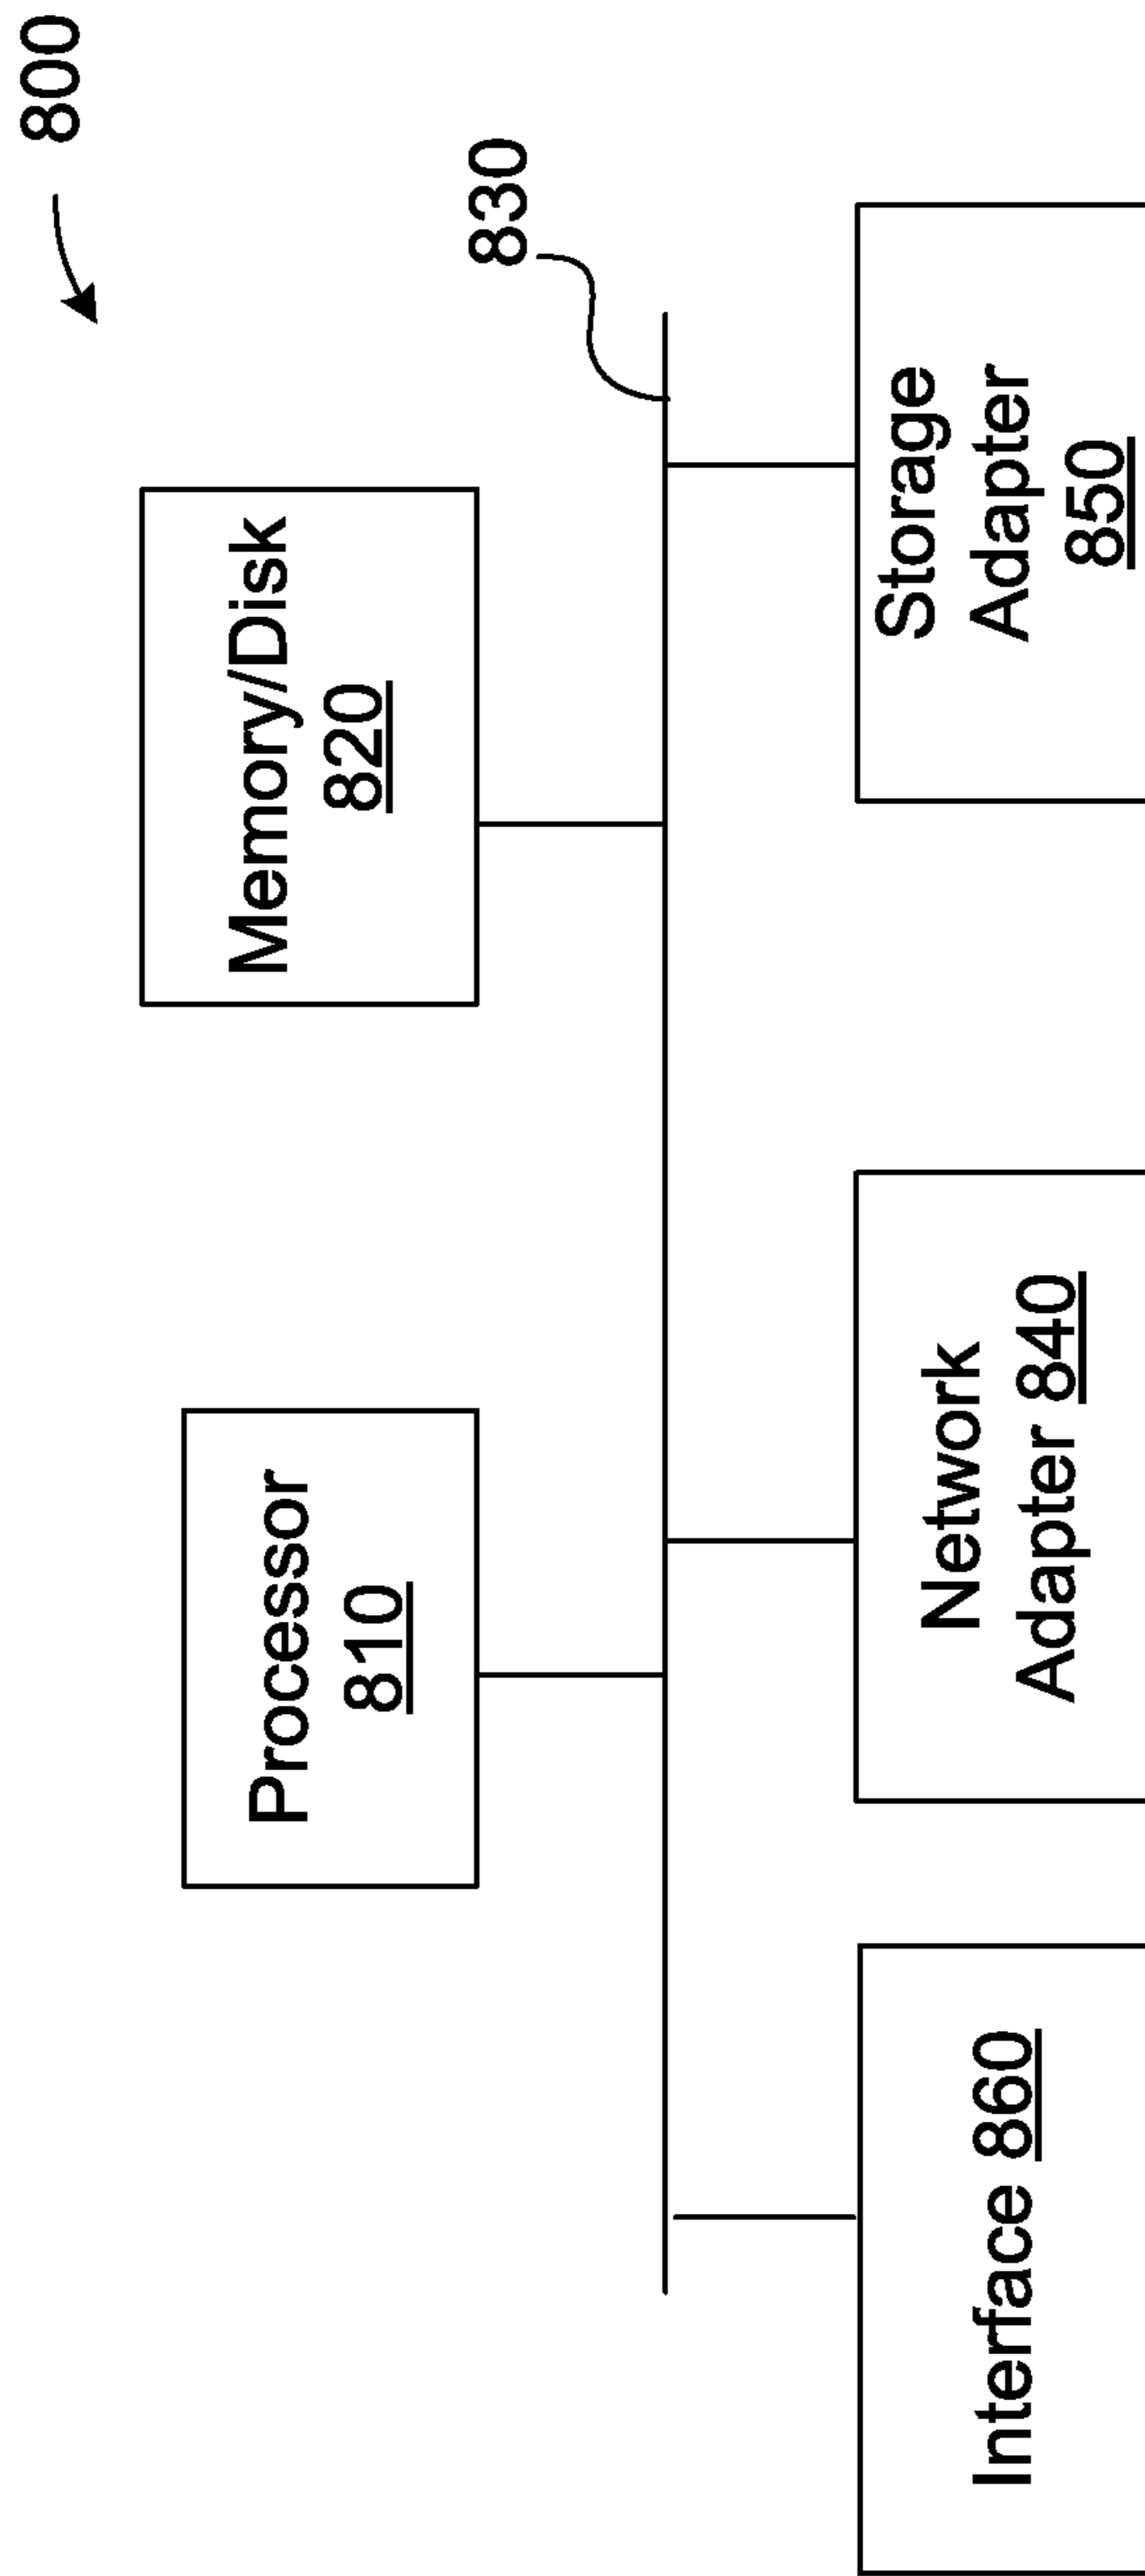 800
Processor
810
Memory/Disk
820
830
Interface 860
Network
Adapter 840
Storage
Adapter
850